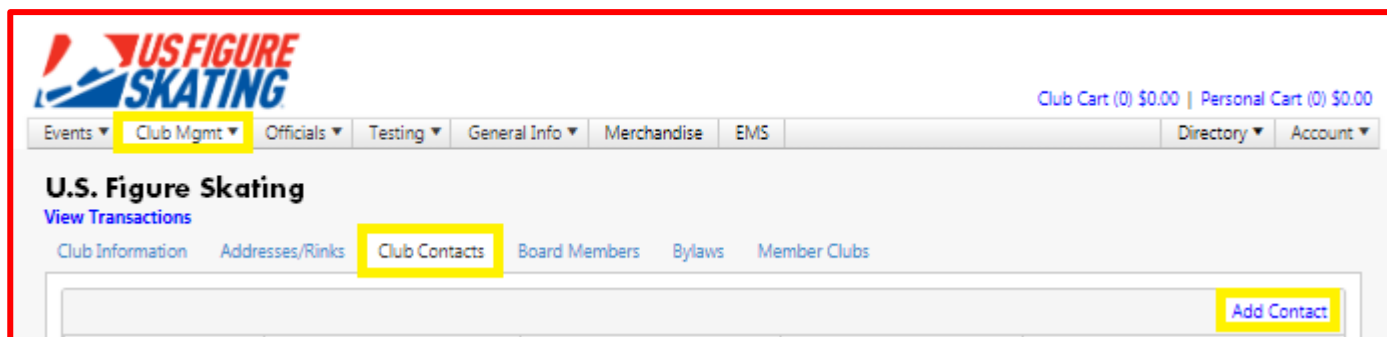 US FIGURE
SKATING
Club Cart (0) $0.00 | Personal Cart (0) $0.00
Events ▼ Club Mgmt ▼ Officials ▼ Testing ▼ General Info ▼ Merchandise EMS Directory ▼ Account ▼
U.S. Figure Skating
View Transactions
Club Information Addresses/Rinks Club Contacts Board Members Bylaws Member Clubs
Add Contact